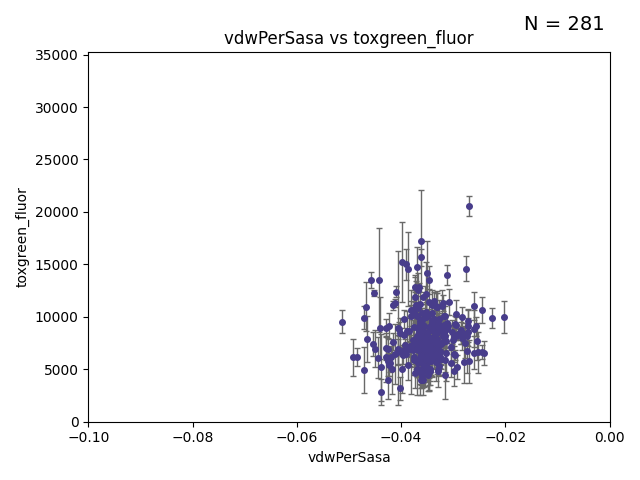 N = 281
vdwPerSasa vs toxgreen_fluor
35000
30000
25000
20000
15000
10000
5000
0
toxgreen_fluor
−0.10 −0.08 −0.06 −0.04 −0.02 0.00
vdwPerSasa